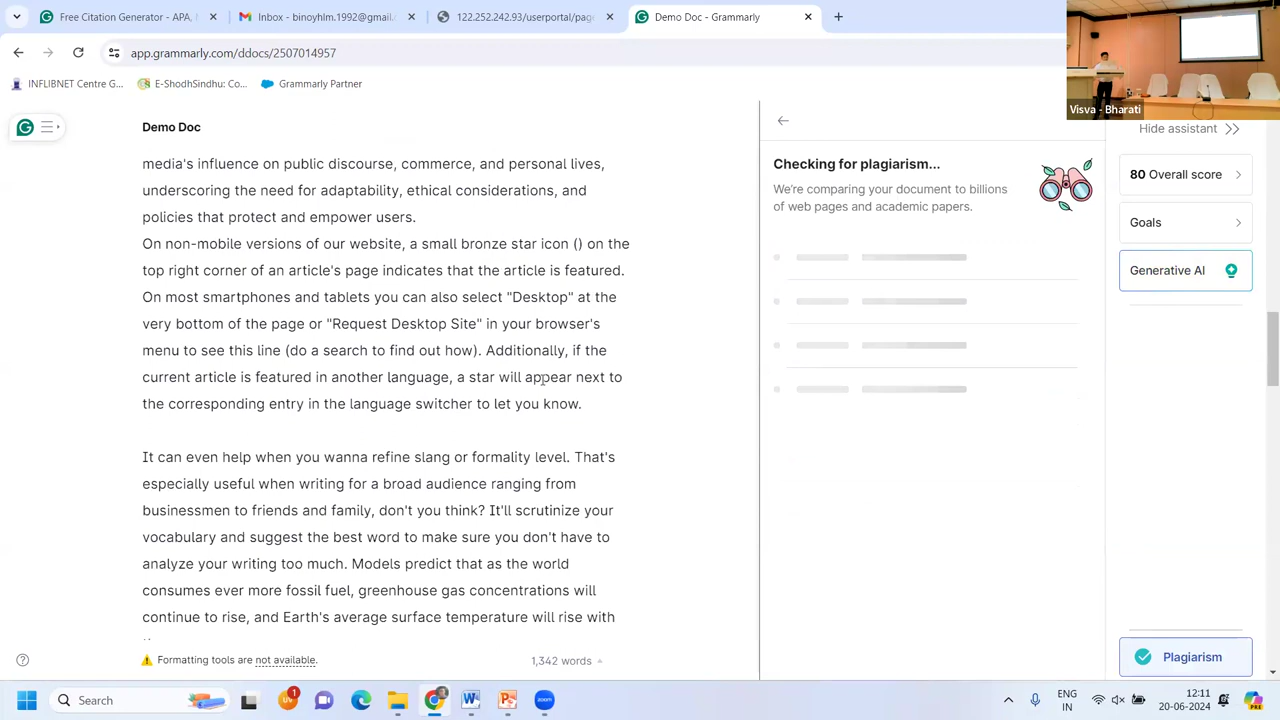 Free Citation Generator - APA,
Inbox - binoyhlm.1992@gmail.
122.252.242.93/userportal/page
Demo Doc - Grammarly
app.grammarly.com/ddocs/2507014957
INFLIBNET Centre G...
E-ShodhSindhu: Co...
Grammarly Partner
Visva - Bharati
Demo Doc
Hide assistant
media's influence on public discourse, commerce, and personal lives,
underscoring the need for adaptability, ethical considerations, and
policies that protect and empower users.
On non-mobile versions of our website, a small bronze star icon () on the
top right corner of an article's page indicates that the article is featured.
On most smartphones and tablets you can also select "Desktop" at the
very bottom of the page or "Request Desktop Site" in your browser's
menu to see this line (do a search to find out how). Additionally, if the
current article is featured in another language, a star will appear next to
the corresponding entry in the language switcher to let you know.
It can even help when you wanna refine slang or formality level. That's
especially useful when writing for a broad audience ranging from
businessmen to friends and family, don't you think? It'll scrutinize your
vocabulary and suggest the best word to make sure you don't have to
analyze your writing too much. Models predict that as the world
consumes ever more fossil fuel, greenhouse gas concentrations will
continue to rise, and Earth's average surface temperature will rise with
Formatting tools are not available.
1,342 words
Checking for plagiarism...
We're comparing your document to billions
of web pages and academic papers.
80 Overall score
Goals
Generative AI
Plagiarism
Search
1
ENG
IN
12:11
20-06-2024
PRE